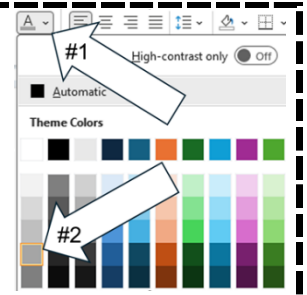 A
#1
High-contrast only Off
Automatic
Theme Colors
#2